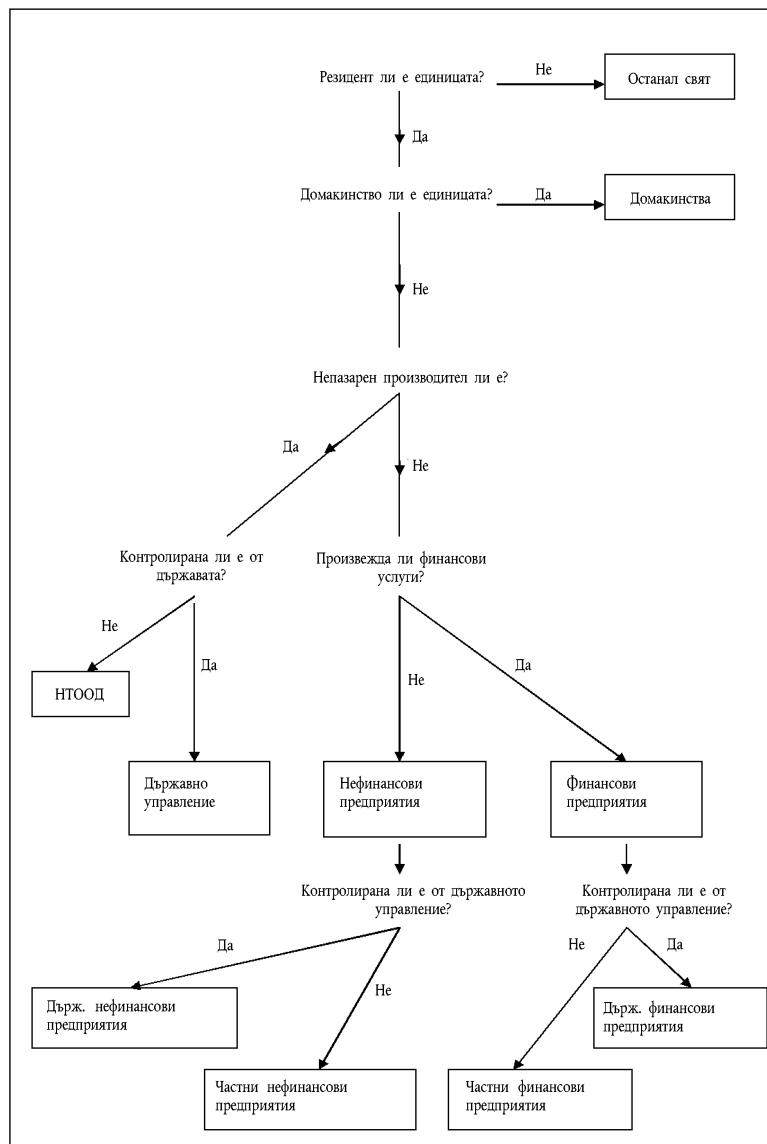 Резидент ли е единицата?
Не
Останал свят
Да
Домакинство ли е единицата?
Да
Домакинства
Не
Непазарен производител ли е?
Да
Не
Контролирана ли е от
държавата?
Произвежда ли финансови
услуги?
Не
Да
Не
Да
НТООД
Държавно
управление
Нефинансови
предприятия
Финансови
предприятия
Контролирана ли е от държавното
управление?
Контролирана ли е от
държавното управление?
Да
Не
Не
Да
Държ. нефинансови
предприятия
Държ. финансови
предприятия
Частни нефинансови
предприятия
Частни финансови
предприятия